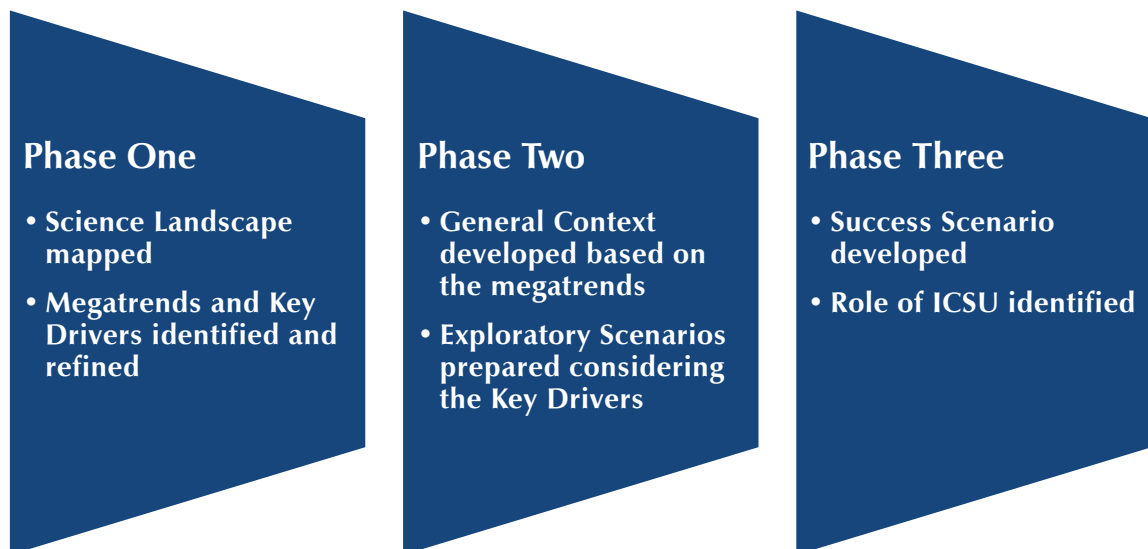 Phase One
• Science Landscape
mapped
• Megatrends and Key
Drivers identified and
refined
Phase Two
• General Context
developed based on
the megatrends
• Exploratory Scenarios
prepared considering
the Key Drivers
Phase Three
• Success Scenario
developed
• Role of ICSU identified